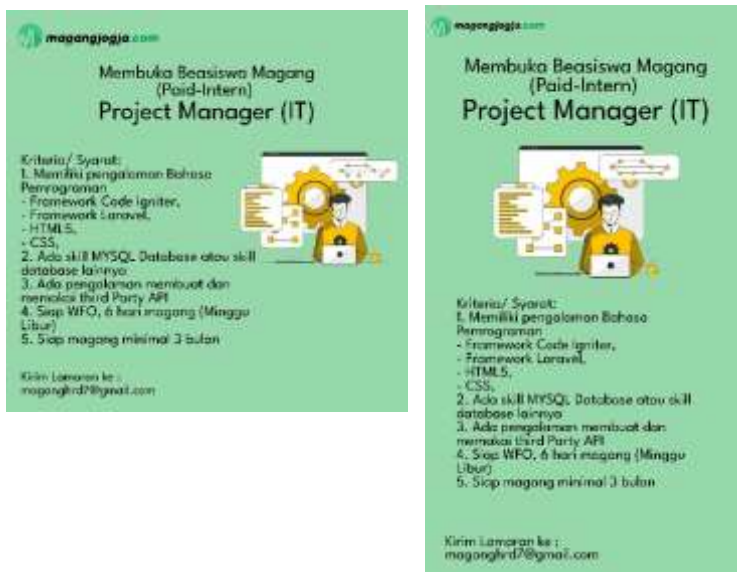 magangjogja.com
Membuka Beasiswa Magang
(Paid-Intern)
Project Manager (IT)
Kriteria/ Syarat:
1. Memiliki pengalaman Bahasa
Pemrograman
- Framework Code Igniter,
- Framework Laravel,
- HTML5,
- CSS,
2. Ada skill MYSQL Database atau skill
database lainnya
3. Ada pengalaman membuat dan
memakai third Party API
4. Siap WFO, 6 hari magang (Minggu
Libur)
5. Siap magang minimal 3 bulan
Kirim Lamaran ke :
maganghrd7@gmail.com
magangjogja.com
Membuka Beasiswa Magang
(Paid-Intern)
Project Manager (IT)
Kriteria/ Syarat:
1. Memiliki pengalaman Bahasa
Pemrograman
- Framework Code Igniter,
- Framework Laravel,
- HTML5,
- CSS,
2. Ada skill MYSQL Database atau skill
database lainnya
3. Ada pengalaman membuat dan
memakai third Party API
4. Siap WFO, 6 hari magang (Minggu
Libur)
5. Siap magang minimal 3 bulan
Kirim Lamaran ke :
maganghrd7@gmail.com